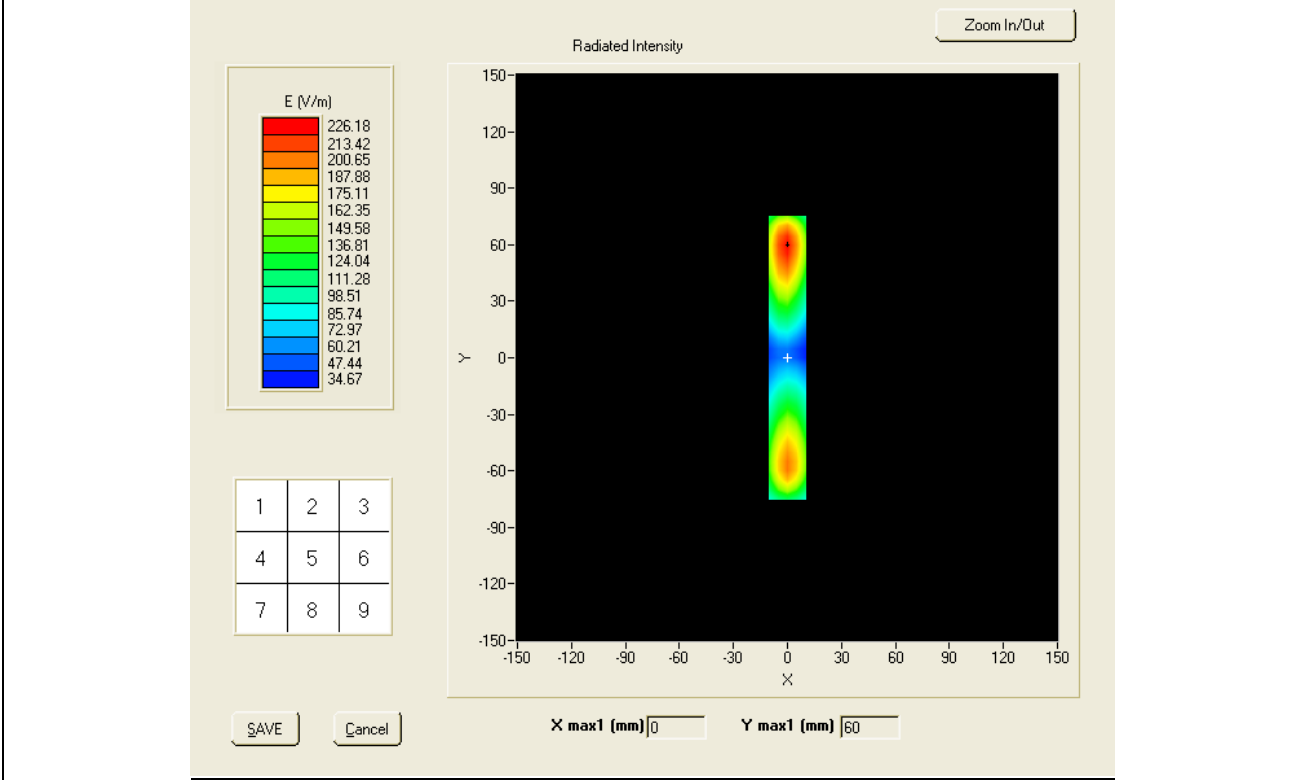 Zoom In/Out
Radiated Intensity
E (V/m)
226.18
213.42
200.65
187.88
175.11
162.35
149.58
136.81
124.04
111.28
98.51
85.74
72.97
60.21
47.44
34.67
150
120
90
60
30
0
-30
-60
-90
-120
-150
Y
-150 -120 -90 -60 -30 0 30 60 90 120 150
X
1 2 3
4 5 6
7 8 9
SAVE Cancel
X max1 (mm) 0 Y max1 (mm) 60